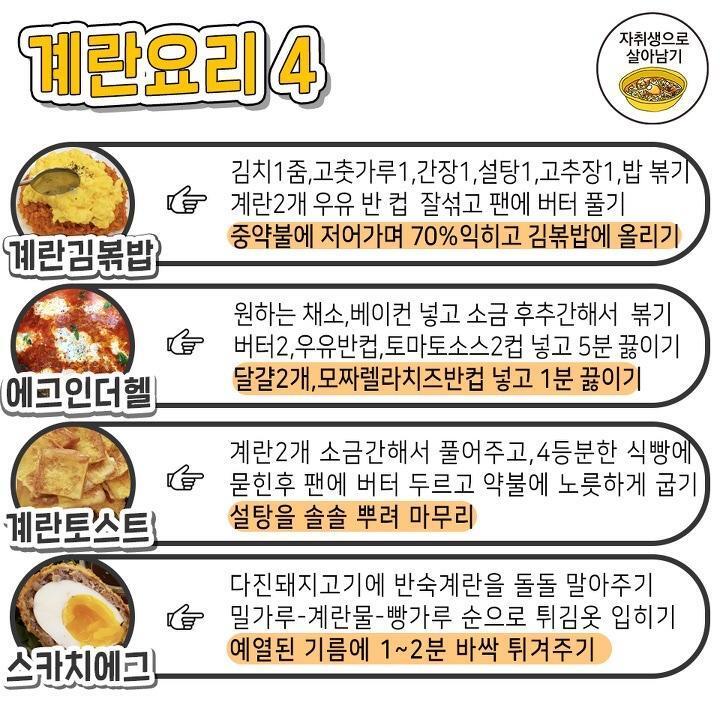 계란요리 4
자취생으로
살아남기
계란김볶밥
김치1줌,고춧가루1,간장1,설탕1,고추장1,밥 볶기
계란2개 우유 반 컵 잘섞고 팬에 버터 풀기
중약불에 저어가며 70%익히고 김볶밥에 올리기
에그인더헬
원하는 채소,베이컨 넣고 소금 후추간해서 볶기
버터2,우유반컵,토마토소스2컵 넣고 5분 끓이기
달걀2개,모짜렐라치즈반컵 넣고 1분 끓이기
계란토스트
계란2개 소금간해서 풀어주고,4등분한 식빵에
묻힌후 팬에 버터 두르고 약불에 노릇하게 굽기
설탕을 솔솔 뿌려 마무리
스카치에그
다진돼지고기에 반숙계란을 돌돌 말아주기
밀가루-계란물-빵가루 순으로 튀김옷 입히기
예열된 기름에 1~2분 바싹 튀겨주기